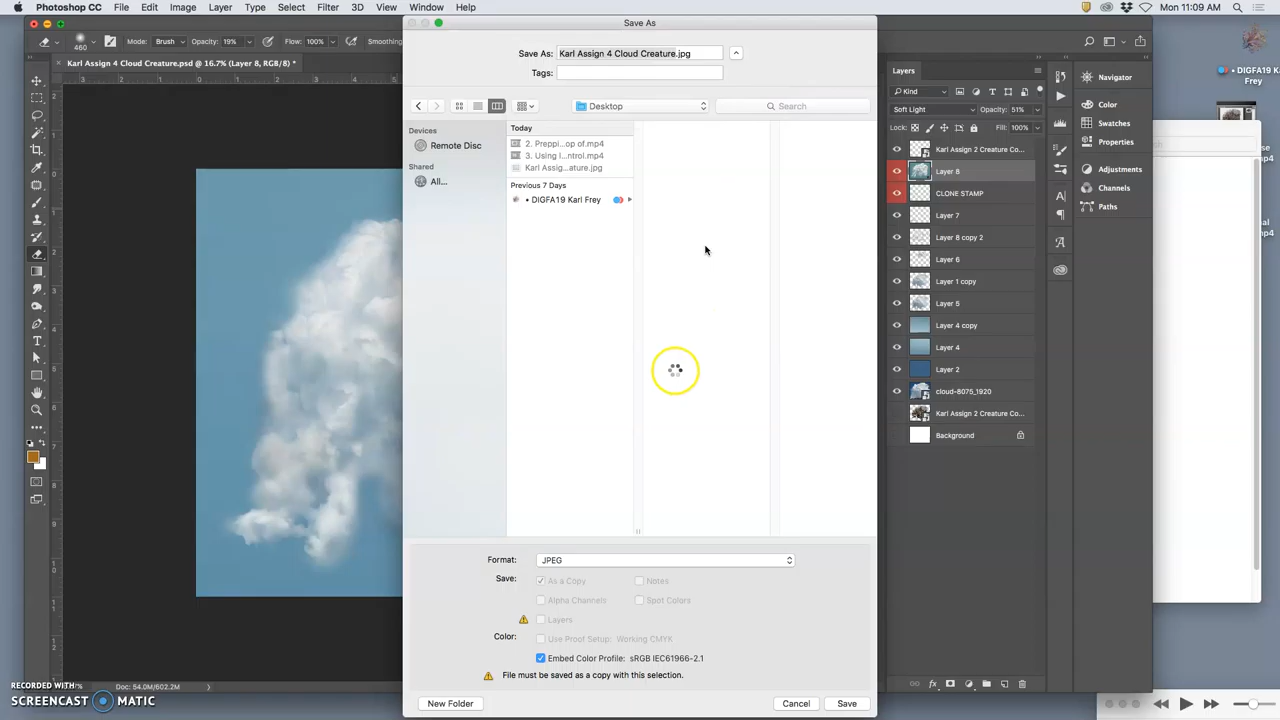 Photoshop CC File Edit Image Layer Type Select Filter 3D View Window Help
Mon 11:09 AM
Save As
460 Mode: Brush Opacity: 19% Flow: 100% Smoothing
Karl Assign 4 Cloud Creature.psd @ 16.7% (Layer 8, RGB/8) *
Save As: Karl Assign 4 Cloud Creature.jpg
Tags:
Desktop
Search
Devices
Remote Disc
Shared
All...
Today
2. Preppi...op of.mp4
3. Using i...ntrol.mp4
Karl Assig...ature.jpg
Previous 7 Days
• DIGFA19 Karl Frey
Format: JPEG
Save: As a Copy Notes
Alpha Channels Spot Colors
Layers
Color: Use Proof Setup: Working CMYK
Embed Color Profile: sRGB IEC61966-2.1
File must be saved as a copy with this selection.
New Folder Cancel Save
Layers
Kind
Soft Light Opacity: 51%
Lock: Fill: 100%
Karl Assign 2 Creature Co...
Layer 8
CLONE STAMP
Layer 7
Layer 8 copy 2
Layer 6
Layer 1 copy
Layer 5
Layer 4 copy
Layer 4
Layer 2
cloud-8075_1920
Karl Assign 2 Creature Co...
Background
Navigator
Color
Swatches
Properties
Adjustments
Channels
Paths
• DIGFA19 Karl
Frey
Doc: 54.0M/602.2M
RECORDED WITH
SCREENCAST MATIC